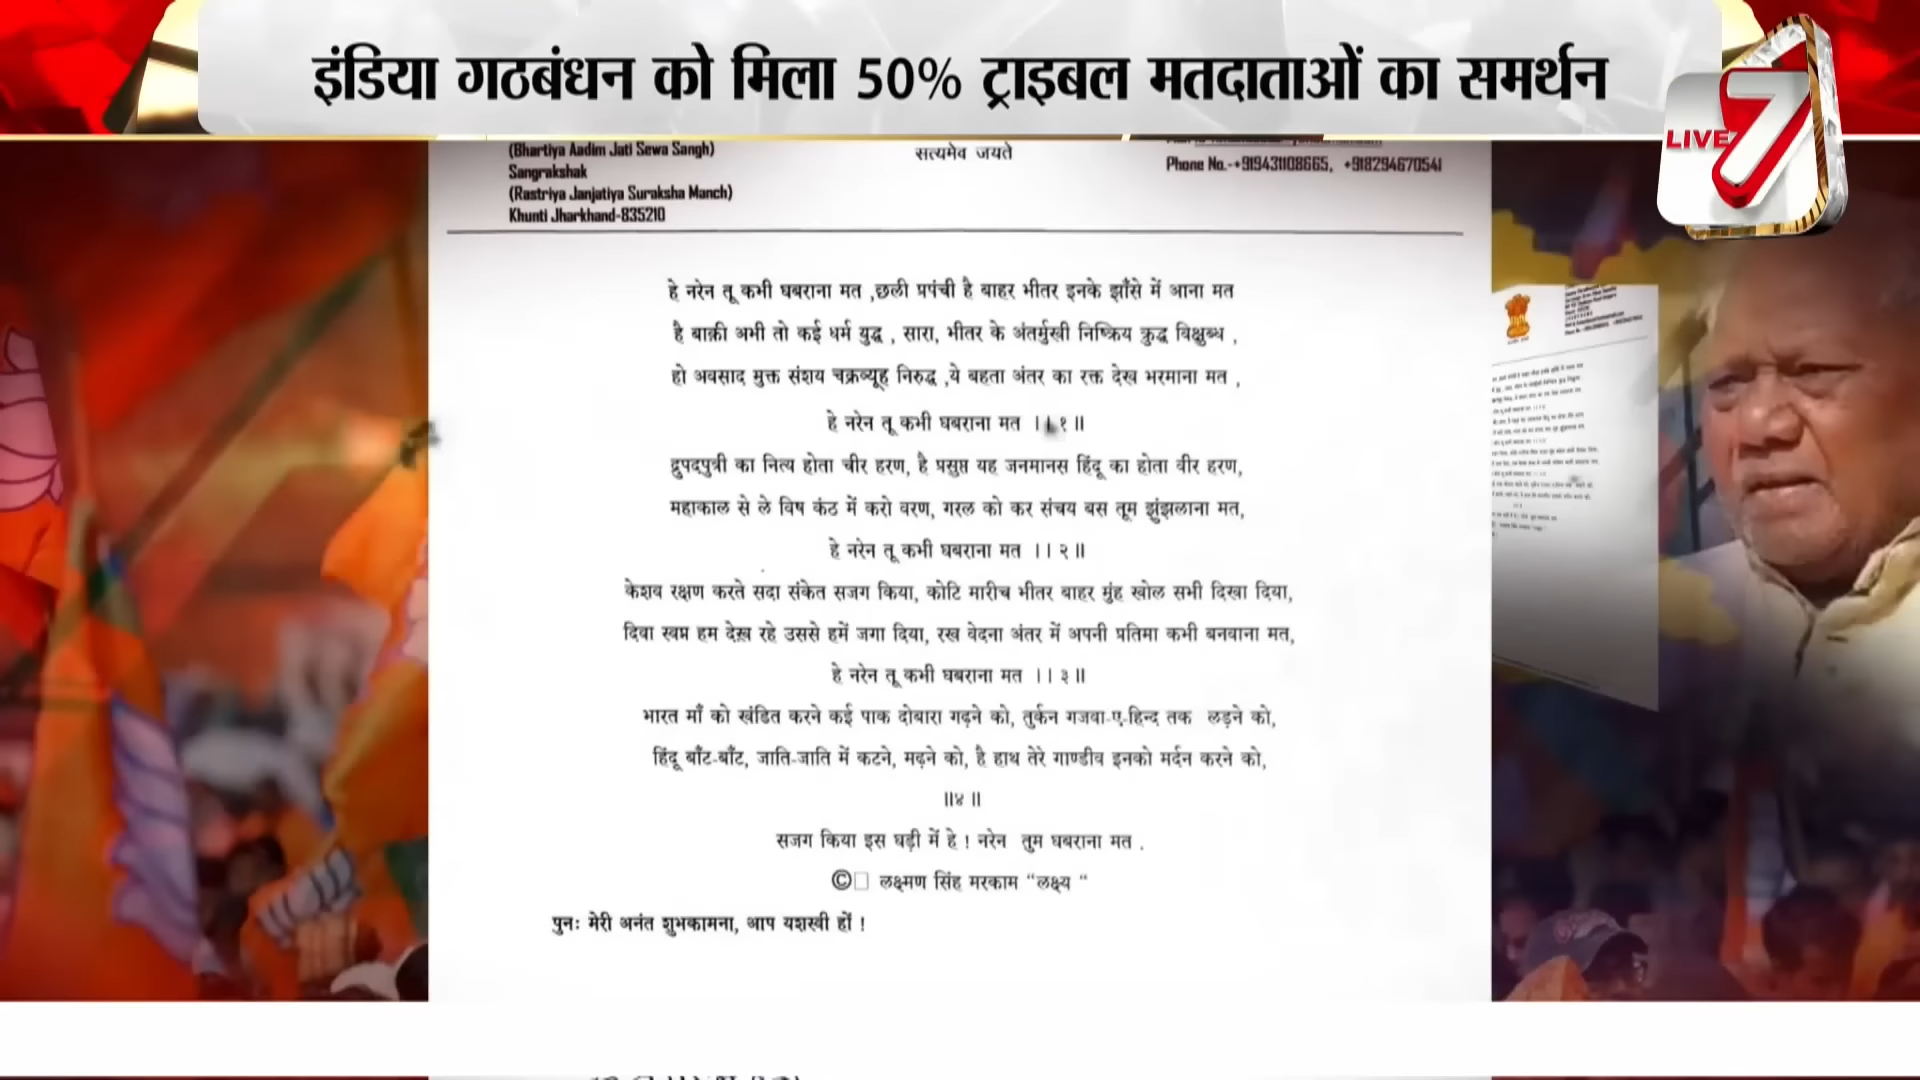 इंडिया गठबंधन को मिला 50% ट्राइबल मतदाताओं का समर्थन
LIVE 7
(Bhartiya Aadim Jati Sewa Sangh)
Sangrakshak
(Rastriya Janjatiya Suraksha Manch)
Khunti Jharkhand-835210
सत्यमेव जयते
Phone No.-+919431108665, +918294670541
हे नरेन तू कभी घबराना मत ,छली प्रपंची है बाहर भीतर इनके झाँसे में आना मत
है बाक़ी अभी तो कई धर्म युद्ध , सारा, भीतर के अंतर्मुखी निष्क्रिय क्रुद्ध विक्षुब्ध ,
हो अवसाद मुक्त संशय चक्रव्यूह निरुद्ध ,ये बहता अंतर का रक्त देख भरमाना मत ,
हे नरेन तू कभी घबराना मत ।।१॥
द्रुपदपुत्री का नित्य होता चीर हरण, है प्रसुप्त यह जनमानस हिंदू का होता वीर हरण,
महाकाल से ले विष कंठ में करो वरण, गरल को कर संचय बस तूम झुंझलाना मत,
हे नरेन तू कभी घबराना मत ।।२॥
केशव रक्षण करते सदा संकेत सजग किया, कोटि मारीच भीतर बाहर मुंह खोल सभी दिखा दिया,
दिवा स्वप्न हम देख़ रहे उससे हमें जगा दिया, रख वेदना अंतर में अपनी प्रतिमा कभी बनवाना मत,
हे नरेन तू कभी घबराना मत ।।३॥
भारत माँ को खंडित करने कई पाक दोबारा गढ़ने को, तुर्कन गजवा-ए-हिन्द तक लड़ने को,
हिंदू बाँट-बाँट, जाति-जाति में कटने, मढ़ने को, है हाथ तेरे गाण्डीव इनको मर्दन करने को,
॥४॥
सजग किया इस घड़ी में हे ! नरेन तुम घबराना मत .
©□ लक्ष्मण सिंह मरकाम “लक्ष्य “
पुनः मेरी अनंत शुभकामना, आप यशस्वी हों !